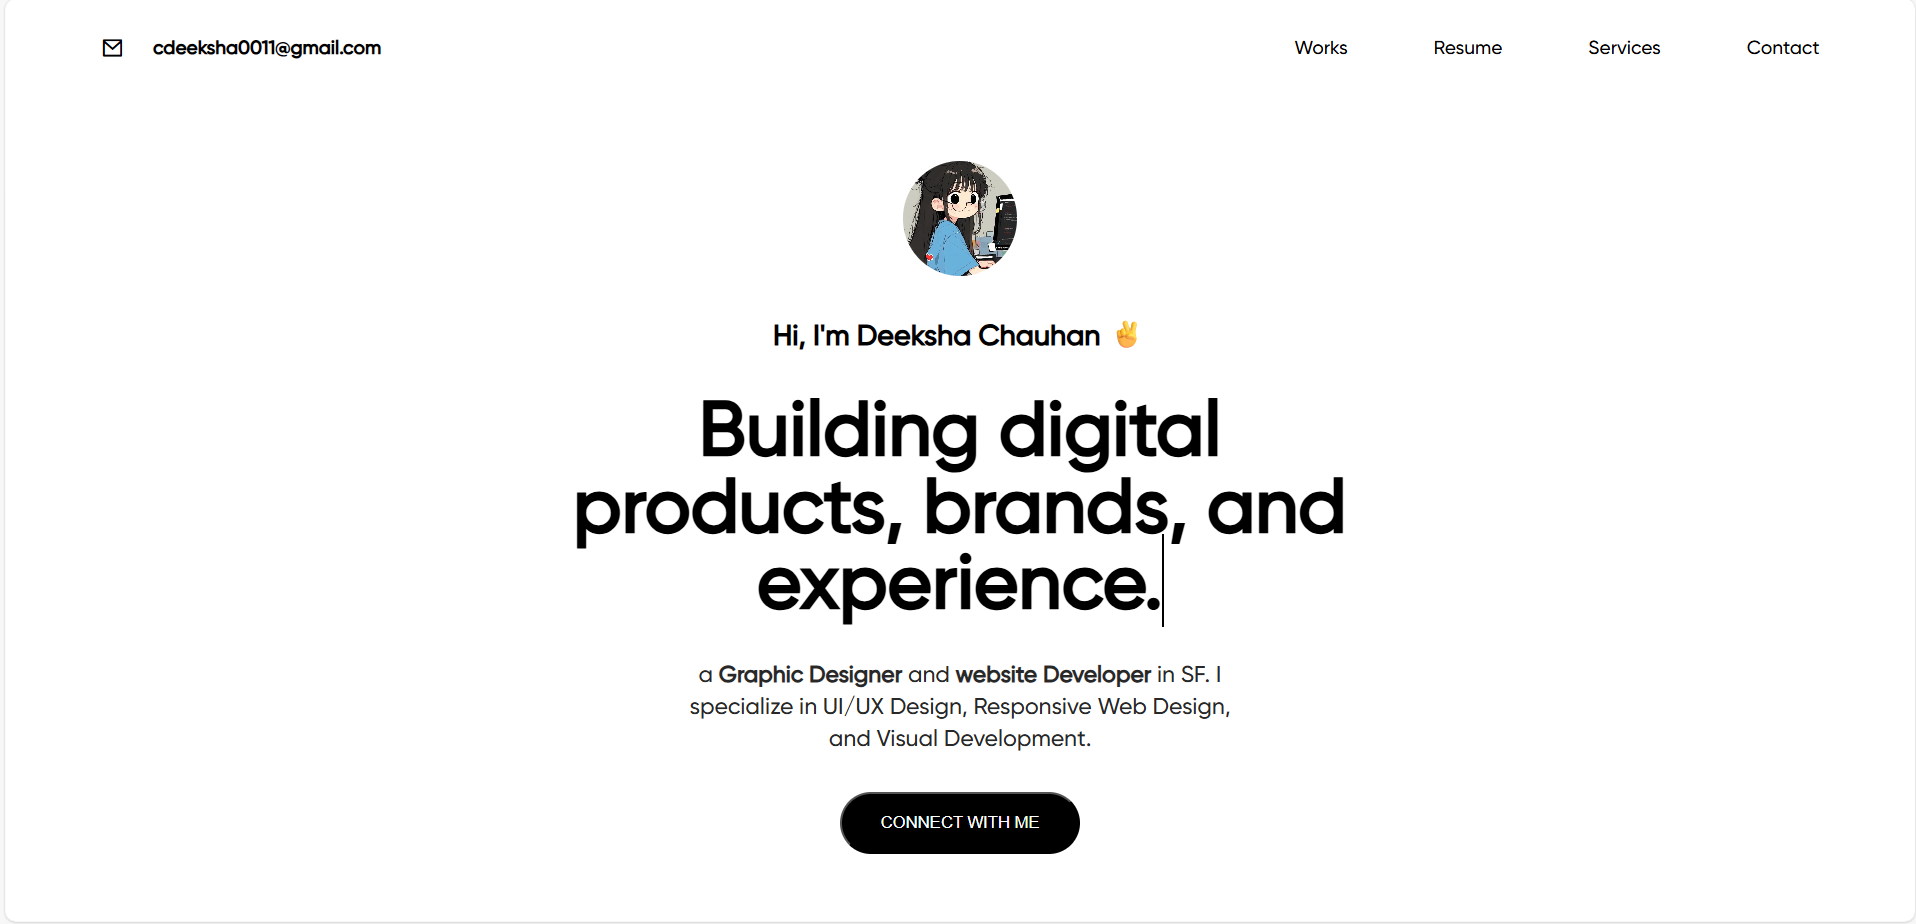 cdeeksha0011@gmail.com
Works
Resume
Services
Contact
Hi, I'm Deeksha Chauhan ✌
Building digital
products, brands, and
experience.
a Graphic Designer and website Developer in SF. I
specialize in UI/UX Design, Responsive Web Design,
and Visual Development.
CONNECT WITH ME